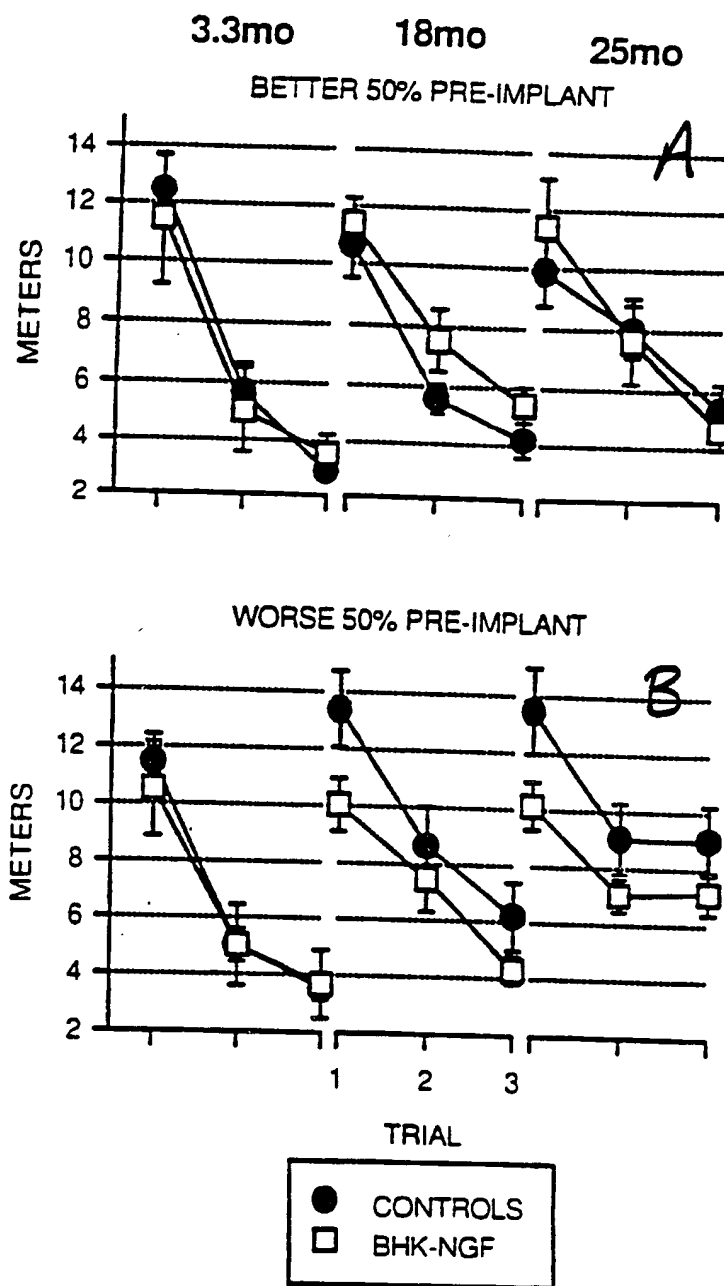 3.3mo 18mo 25mo
BETTER 50% PRE-IMPLANT
A
14
12
10
8
6
4
2
METERS
WORSE 50% PRE-IMPLANT
B
14
12
10
8
6
4
2
METERS
1 2 3
TRIAL
CONTROLS
BHK-NGF